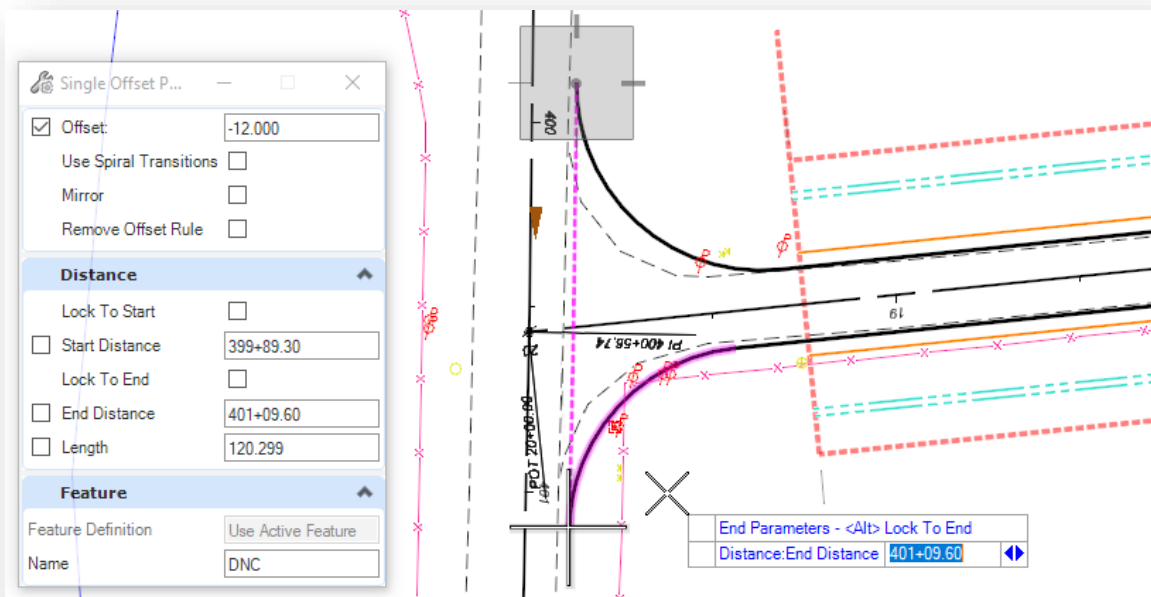 Single Offset P...
Offset: -12.000
Use Spiral Transitions
Mirror
Remove Offset Rule
Distance
Lock To Start
Start Distance 399+89.30
Lock To End
End Distance 401+09.60
Length 120.299
Feature
Feature Definition Use Active Feature
Name DNC
400
PI 400+56.74
19
POT 20+00.00
401
End Parameters - <Alt> Lock To End
Distance:End Distance 401+09.60